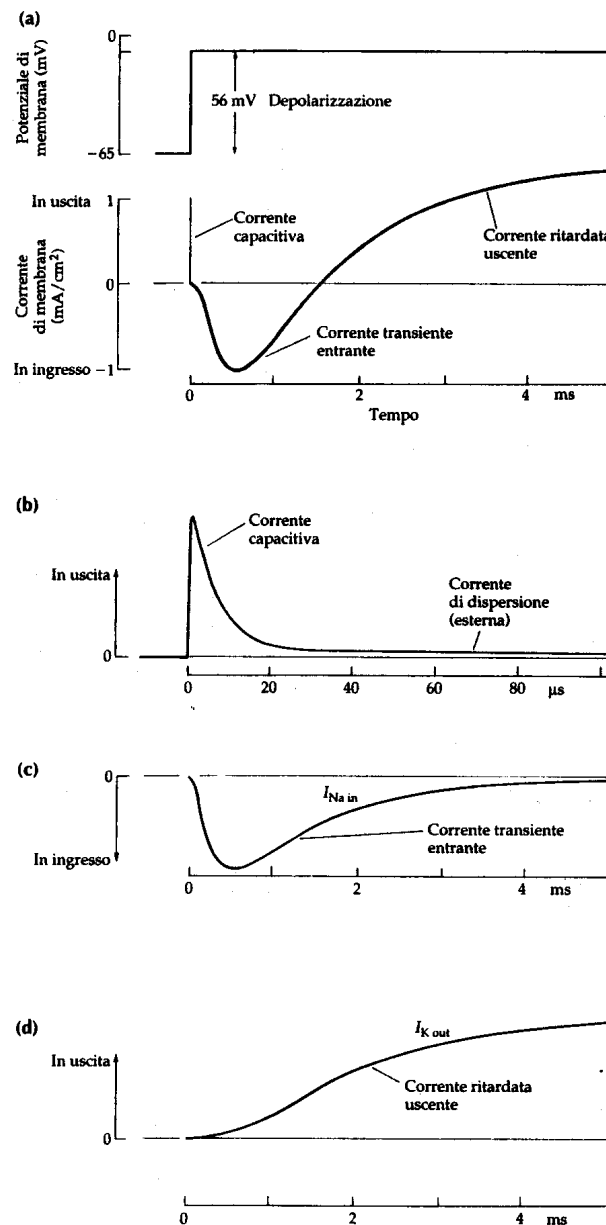 (a)
0
Potenziale di
membrana (mV)
56 mV Depolarizzazione
−65
In uscita 1
Corrente
capacitiva
Corrente ritardata
uscente
Corrente
di membrana
(mA/cm²)
0
Corrente transiente
entrante
In ingresso −1
0 2 4 ms
Tempo
(b)
Corrente
capacitiva
In uscita
Corrente
di dispersione
(esterna)
0
0 20 40 60 80 μs
(c)
0
I Na in
Corrente transiente
entrante
In ingresso
0 2 4 ms
(d)
I K out
In uscita
Corrente ritardata
uscente
0
0 2 4 ms